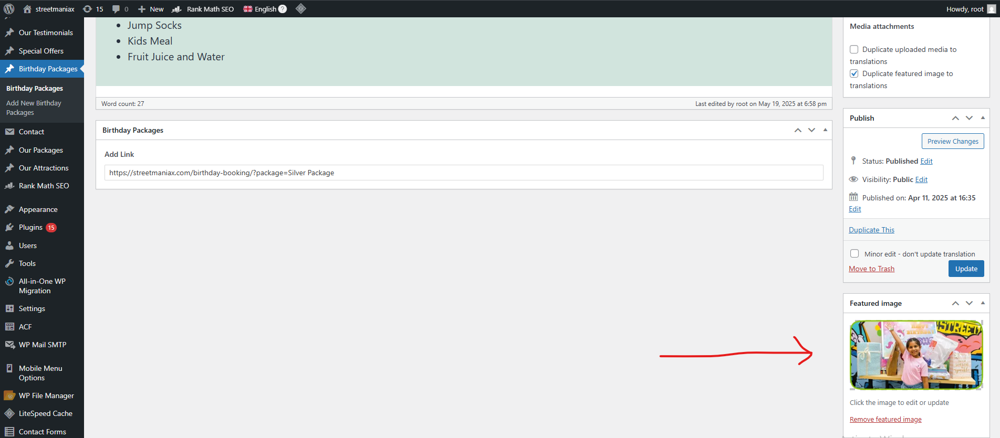 streetmaniax
15
0
New
Rank Math SEO
English
?
Howdy, root
Our Testimonials
Special Offers
Birthday Packages
Birthday Packages
Add New Birthday
Packages
Contact
Our Packages
Our Attractions
Rank Math SEO
Appearance
Plugins 15
Users
Tools
All-in-One WP
Migration
Settings
ACF
WP Mail SMTP
Mobile Menu
Options
WP File Manager
LiteSpeed Cache
Contact Forms
Jump Socks
Kids Meal
Fruit Juice and Water
Word count: 27
Last edited by root on May 19, 2025 at 6:58 pm
Birthday Packages
Add Link
https://streetmaniax.com/birthday-booking/?package=Silver Package
Media attachments
Duplicate uploaded media to
translations
Duplicate featured image to
translations
Publish
Preview Changes
Status: Published Edit
Visibility: Public Edit
Published on: Apr 11, 2025 at 16:35
Edit
Duplicate This
Minor edit - don't update translation
Move to Trash
Update
Featured image
STREET
Click the image to edit or update
Remove featured image